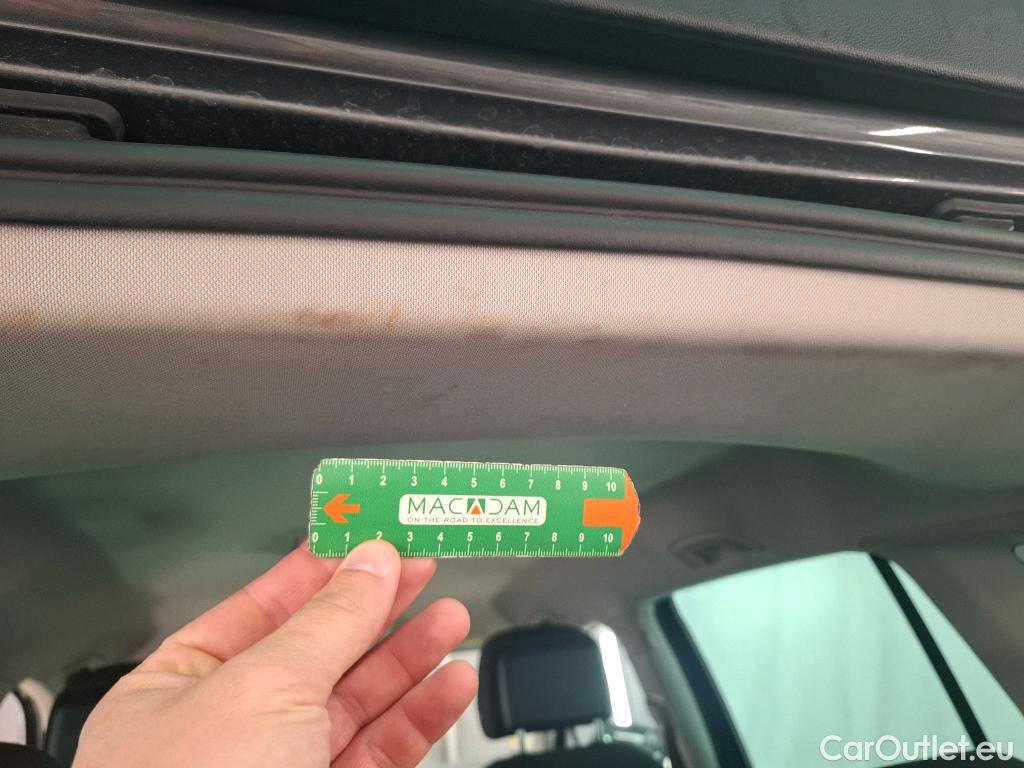 0 1 2 3 4 5 6 7 8 9 10
MACADAM
ON THE ROAD TO EXCELLENCE
0 1 2 3 4 5 6 7 8 9 10
CarOutlet.eu